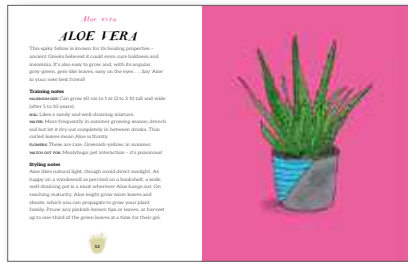 Aloe vera
ALOE VERA
This spiky fellow is known for its healing properties –
ancient Greeks believed it could even cure baldness and
insomnia. It's also easy to grow and, with its angular,
grey-green, gem-like leaves, easy on the eyes . . . Say 'Aloe'
to your new best friend!
Training notes
MAXIMUM SIZE: Can grow 60 cm to 1 m (2 to 3 ft) tall and wide
(after 5 to 10 years).
SOIL: Likes a sandy and well-draining mixture.
WATER: More frequently in summer growing season; drench
soil but let it dry out completely in between drinks. Thin
curled leaves mean Aloe is thirsty.
FLOWERS: These are rare. Greenish-yellow; in summer.
WATCH OUT FOR: Mealybugs; pet interaction – it's poisonous!
Styling notes
Aloe likes natural light, though avoid direct sunlight. As
happy on a windowsill as perched on a bookshelf, a wide,
well-draining pot is a must wherever Aloe hangs out. On
reaching maturity, Aloe might grow more leaves and
shoots, which you can propagate to grow your plant
family. Prune any pinkish-brown tips or leaves, or harvest
up to one-third of the green leaves at a time for their gel.
12